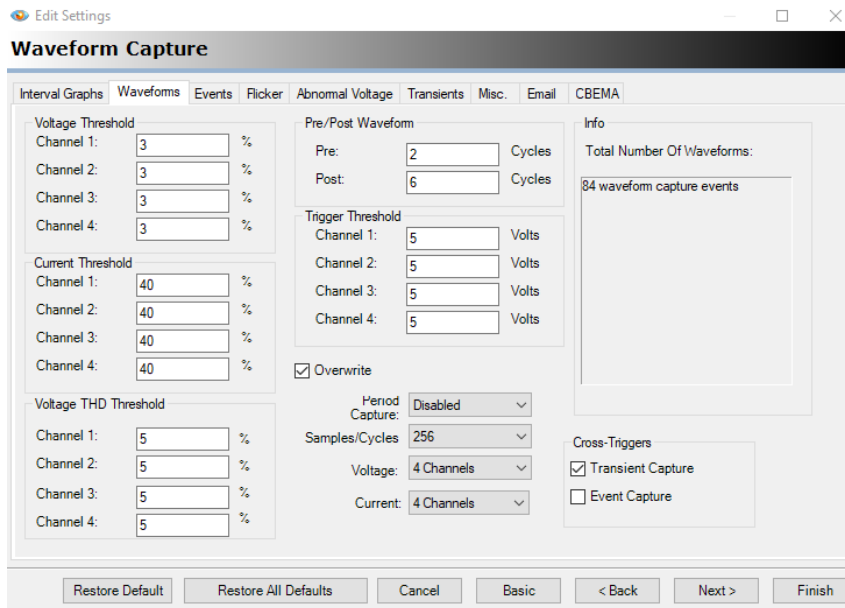 Edit Settings
Waveform Capture
Interval Graphs Waveforms Events Flicker Abnormal Voltage Transients Misc. Email CBEMA
Voltage Threshold
Channel 1: 3 %
Channel 2: 3 %
Channel 3: 3 %
Channel 4: 3 %
Current Threshold
Channel 1: 40 %
Channel 2: 40 %
Channel 3: 40 %
Channel 4: 40 %
Voltage THD Threshold
Channel 1: 5 %
Channel 2: 5 %
Channel 3: 5 %
Channel 4: 5 %
Pre/Post Waveform
Pre: 2 Cycles
Post: 6 Cycles
Trigger Threshold
Channel 1: 5 Volts
Channel 2: 5 Volts
Channel 3: 5 Volts
Channel 4: 5 Volts
Overwrite
Period
Capture: Disabled
Samples/Cycles 256
Voltage: 4 Channels
Current: 4 Channels
Info
Total Number Of Waveforms:
84 waveform capture events
Cross-Triggers
Transient Capture
Event Capture
Restore Default Restore All Defaults Cancel Basic < Back Next > Finish